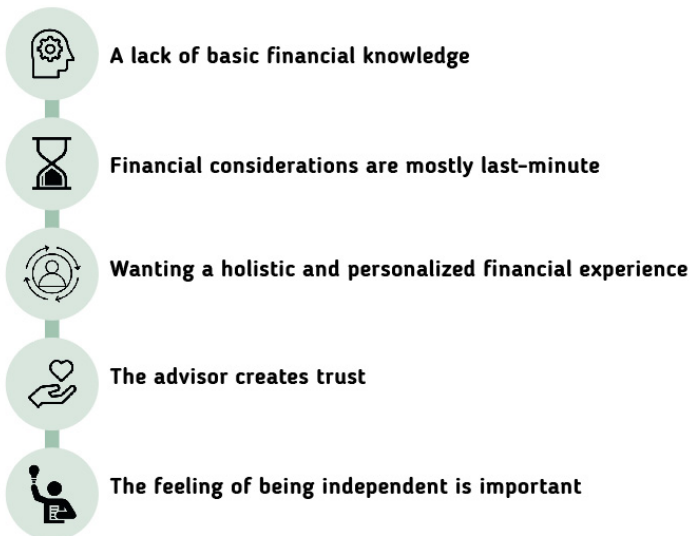 A lack of basic financial knowledge
Financial considerations are mostly last-minute
Wanting a holistic and personalized financial experience
The advisor creates trust
The feeling of being independent is important